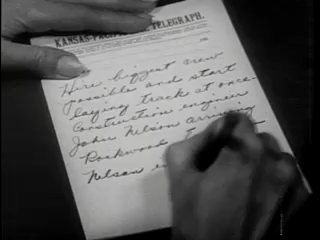 KANSAS TELEGRAPH.
Hire biggest crew
possible and start
laying track at once.
Construction engineer
John Nelson arriving
Rockwood
Nelson